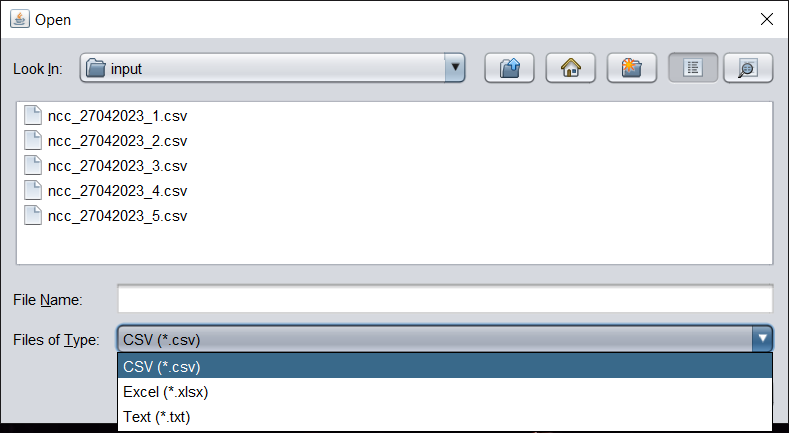 Open
Look In: input
ncc_27042023_1.csv
ncc_27042023_2.csv
ncc_27042023_3.csv
ncc_27042023_4.csv
ncc_27042023_5.csv
File Name:
Files of Type: CSV (*.csv)
CSV (*.csv)
Excel (*.xlsx)
Text (*.txt)